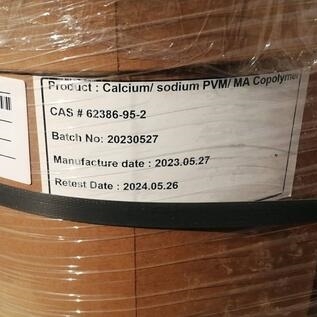 Product : Calcium/ sodium PVM/ MA Copolymer
CAS # 62386-95-2
Batch No: 20230527
Manufacture date : 2023.05.27
Retest Date : 2024.05.26